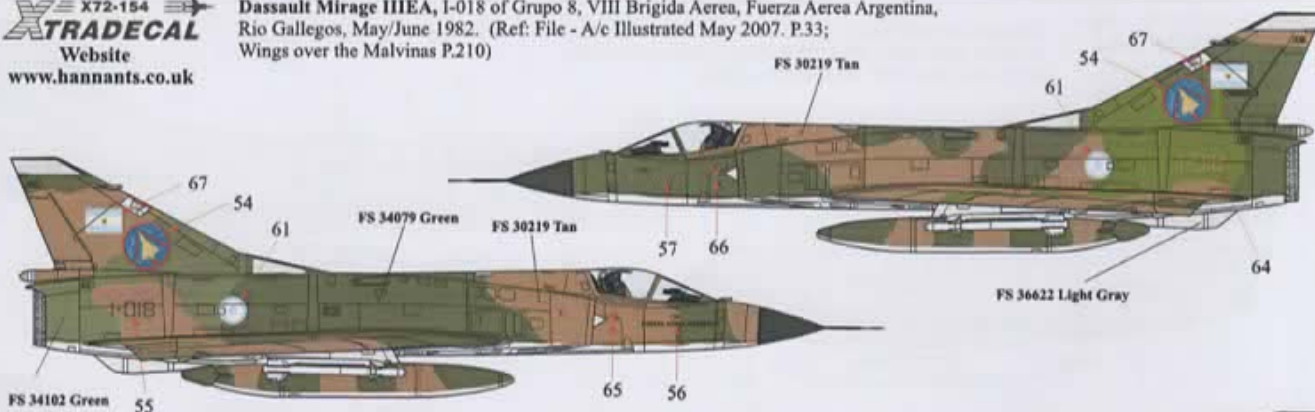 X72-154
XTRADECAL
Website
www.hannants.co.uk
Dassault Mirage IIIEA, I-018 of Grupo 8, VIII Brigida Aerea, Fuerza Aerea Argentina,
Rio Gallegos, May/June 1982. (Ref: File - A/c Illustrated May 2007. P.33;
Wings over the Malvinas P.210)
FS 30219 Tan
67
54
61
57
66
64
FS 36622 Light Gray
67
54
61
FS 34079 Green
FS 30219 Tan
I-018
65
56
FS 34102 Green
55